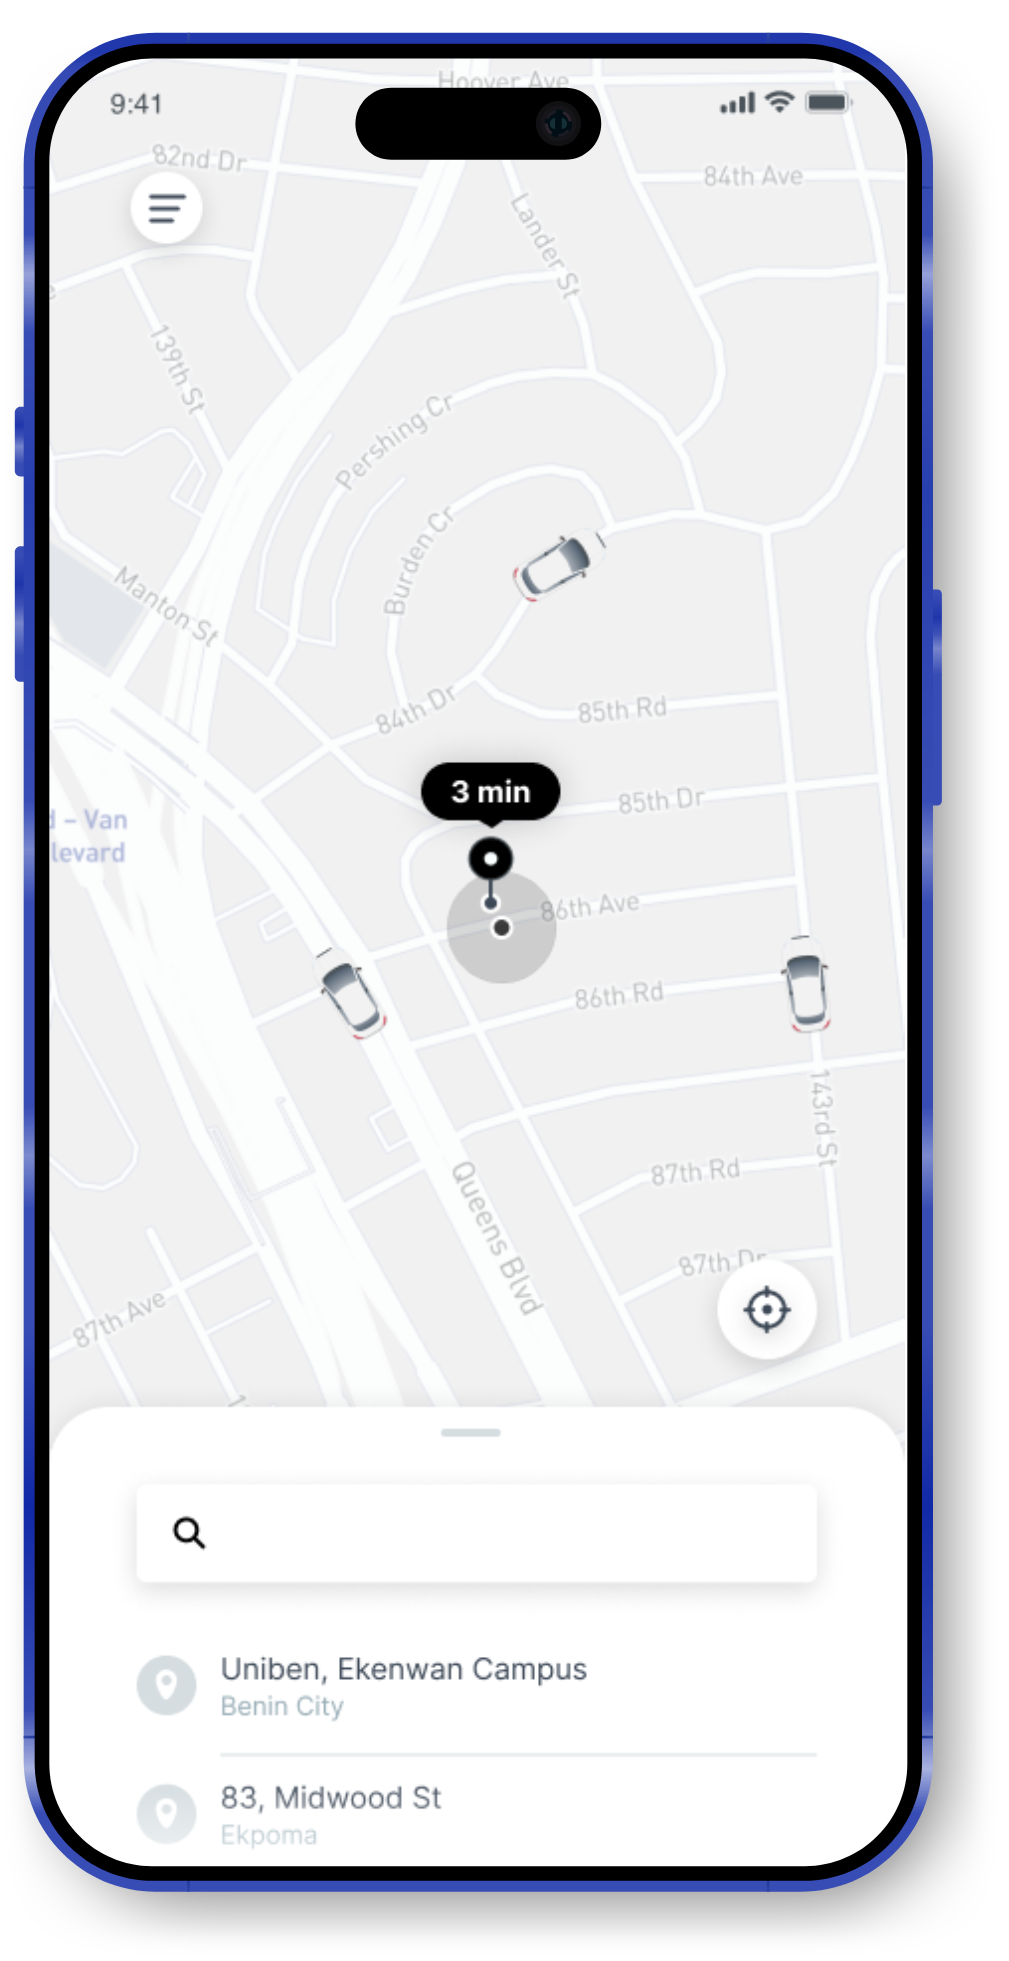 Hoover Ave
9:41
82nd Dr
84th Ave
Lander St
139th St
Pershing Cr
Burden Cr
Manton St
84th Dr
85th Rd
3 min
85th Dr
– Van
86th Ave
86th Rd
143rd St
87th Rd
Queens Blvd
87th Dr
87th Ave
Uniben, Ekenwan Campus
Benin City
83, Midwood St
Ekpoma